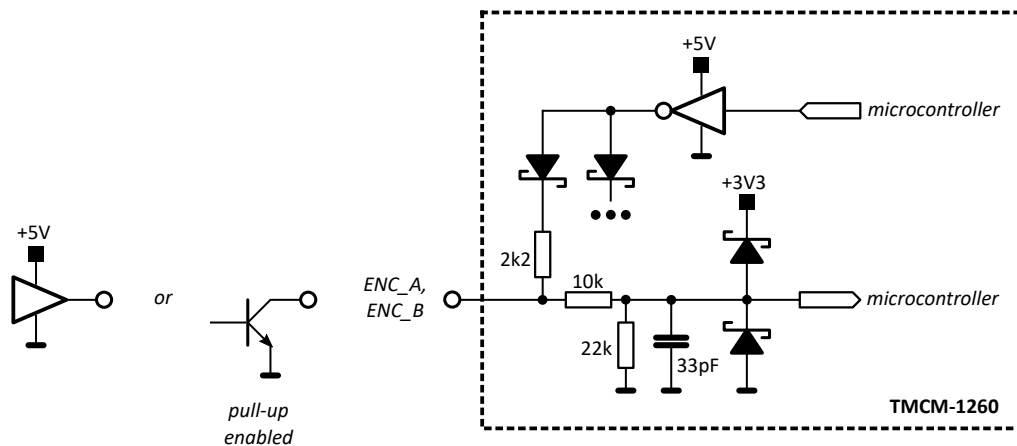 +5V
microcontroller
+3V3
+5V
2k2
or
ENC_A,
ENC_B
10k
microcontroller
22k
33pF
pull-up
enabled
TMCM-1260